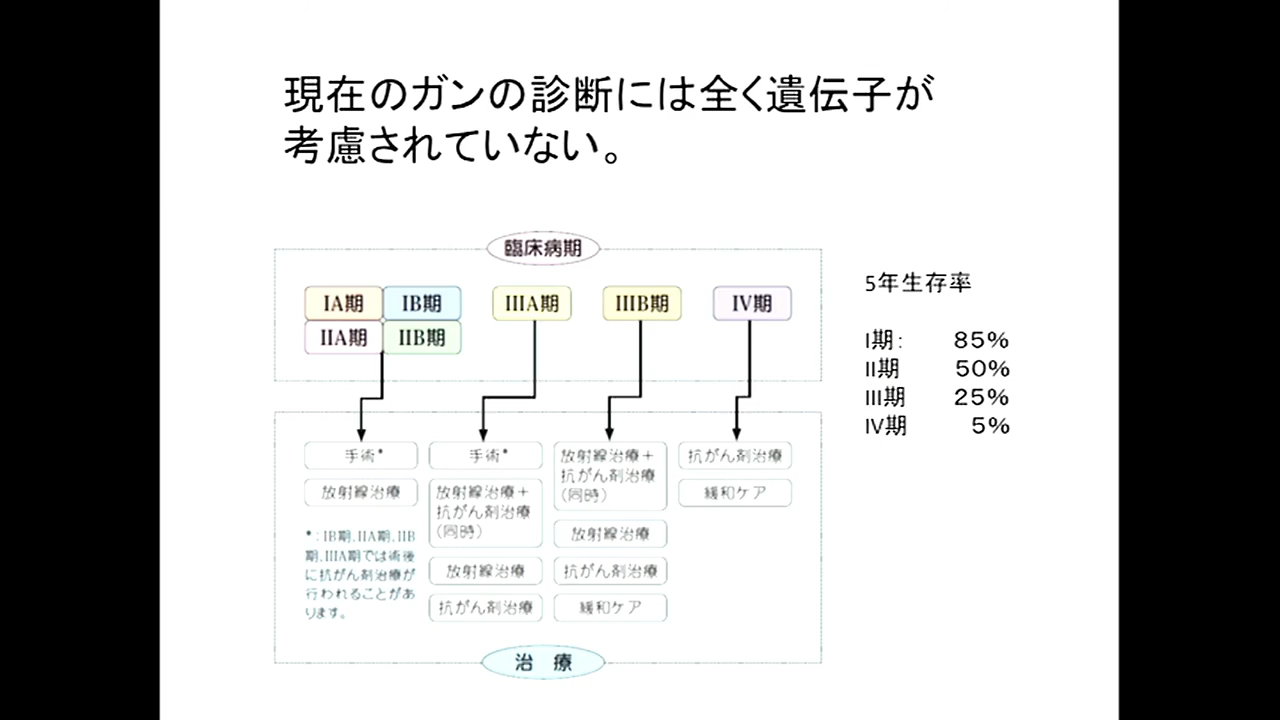 現在のガンの診断には全く遺伝子が
考慮されていない。
臨床病期
IA期 IB期 IIIA期 IIIB期 IV期
IIA期 IIB期
5年生存率
I期: 85%
II期 50%
III期 25%
IV期 5%
手術*
放射線治療
*:IB期、IIA期、IIB
期、IIIA期では術後
に抗がん剤治療が
行われることがあ
ります。
手術*
放射線治療+
抗がん剤治療
(同時)
放射線治療
抗がん剤治療
放射線治療+
抗がん剤治療
(同時)
放射線治療
抗がん剤治療
緩和ケア
抗がん剤治療
緩和ケア
治 療